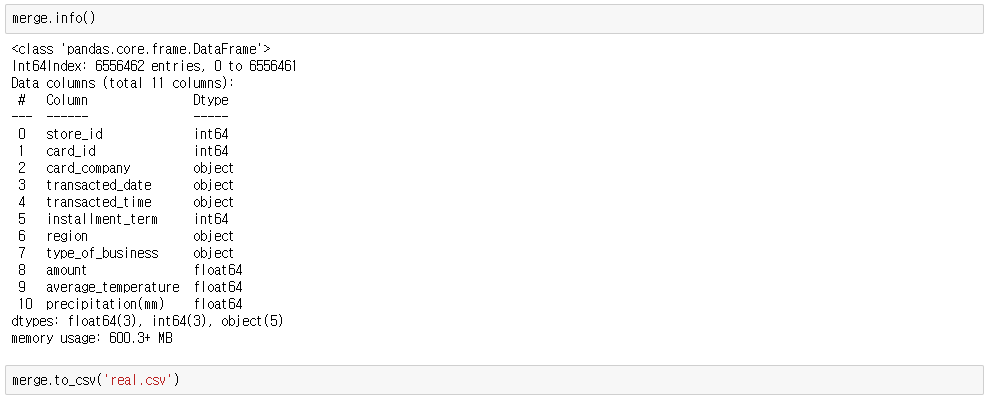 merge.info()
<class 'pandas.core.frame.DataFrame'>
Int64Index: 6556462 entries, 0 to 6556461
Data columns (total 11 columns):
 #   Column               Dtype
---  ------               -----
 0   store_id             int64
 1   card_id              int64
 2   card_company         object
 3   transacted_date      object
 4   transacted_time      object
 5   installment_term     int64
 6   region               object
 7   type_of_business     object
 8   amount               float64
 9   average_temperature  float64
 10  precipitation(mm)    float64
dtypes: float64(3), int64(3), object(5)
memory usage: 600.3+ MB
merge.to_csv('real.csv')